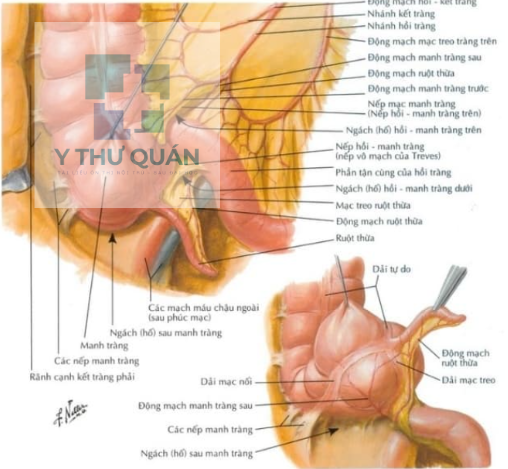 Động mạch hồi - kết tràng
Nhánh kết tràng
Nhánh hồi tràng
Động mạch mạc treo tràng trên
Động mạch manh tràng sau
Động mạch ruột thừa
Động mạch manh tràng trước
Nếp mạc manh tràng
(Nếp hồi - manh tràng trên)
Ngách (hố) hồi - manh tràng trên
Nếp hồi - manh tràng
(nếp vô mạch của Treves)
Phần tận cùng của hồi tràng
Ngách (hố) hồi - manh tràng dưới
Mạc treo ruột thừa
Động mạch ruột thừa
Ruột thừa
Y THƯ QUÁN
Các mạch máu chậu ngoài
(sau phúc mạc)
Ngách (hố) sau manh tràng
Manh tràng
Các nếp manh tràng
Rãnh cạnh kết tràng phải
Dải tự do
Động mạch
ruột thừa
Dải mạc treo
Dải mạc nối
Động mạch manh tràng sau
Các nếp manh tràng
Ngách (hố) sau manh tràng